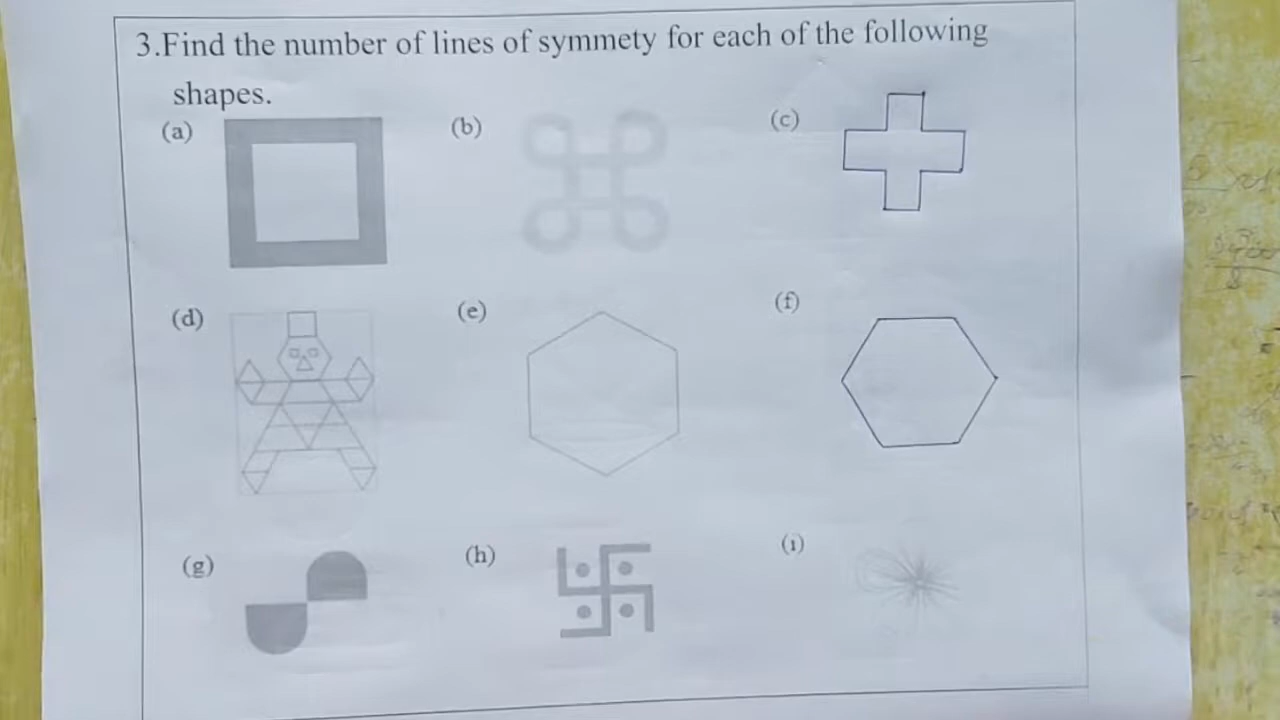 3.Find the number of lines of symmety for each of the following
shapes.
(a)
(b)
(c)
(d)
(e)
(f)
(g)
(h)
(i)